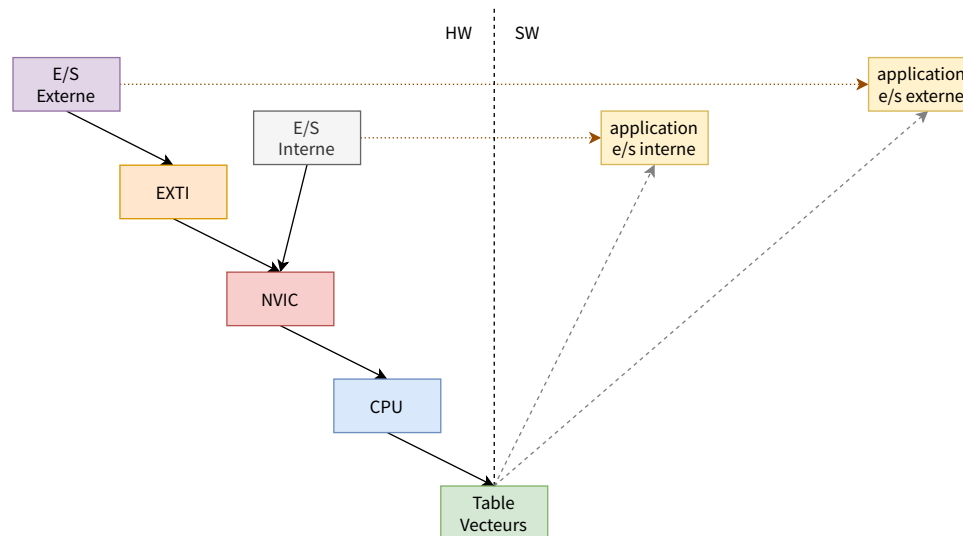 HW
SW
E/S
Externe
application
e/s externe
E/S
Interne
application
e/s interne
EXTI
NVIC
CPU
Table
Vecteurs